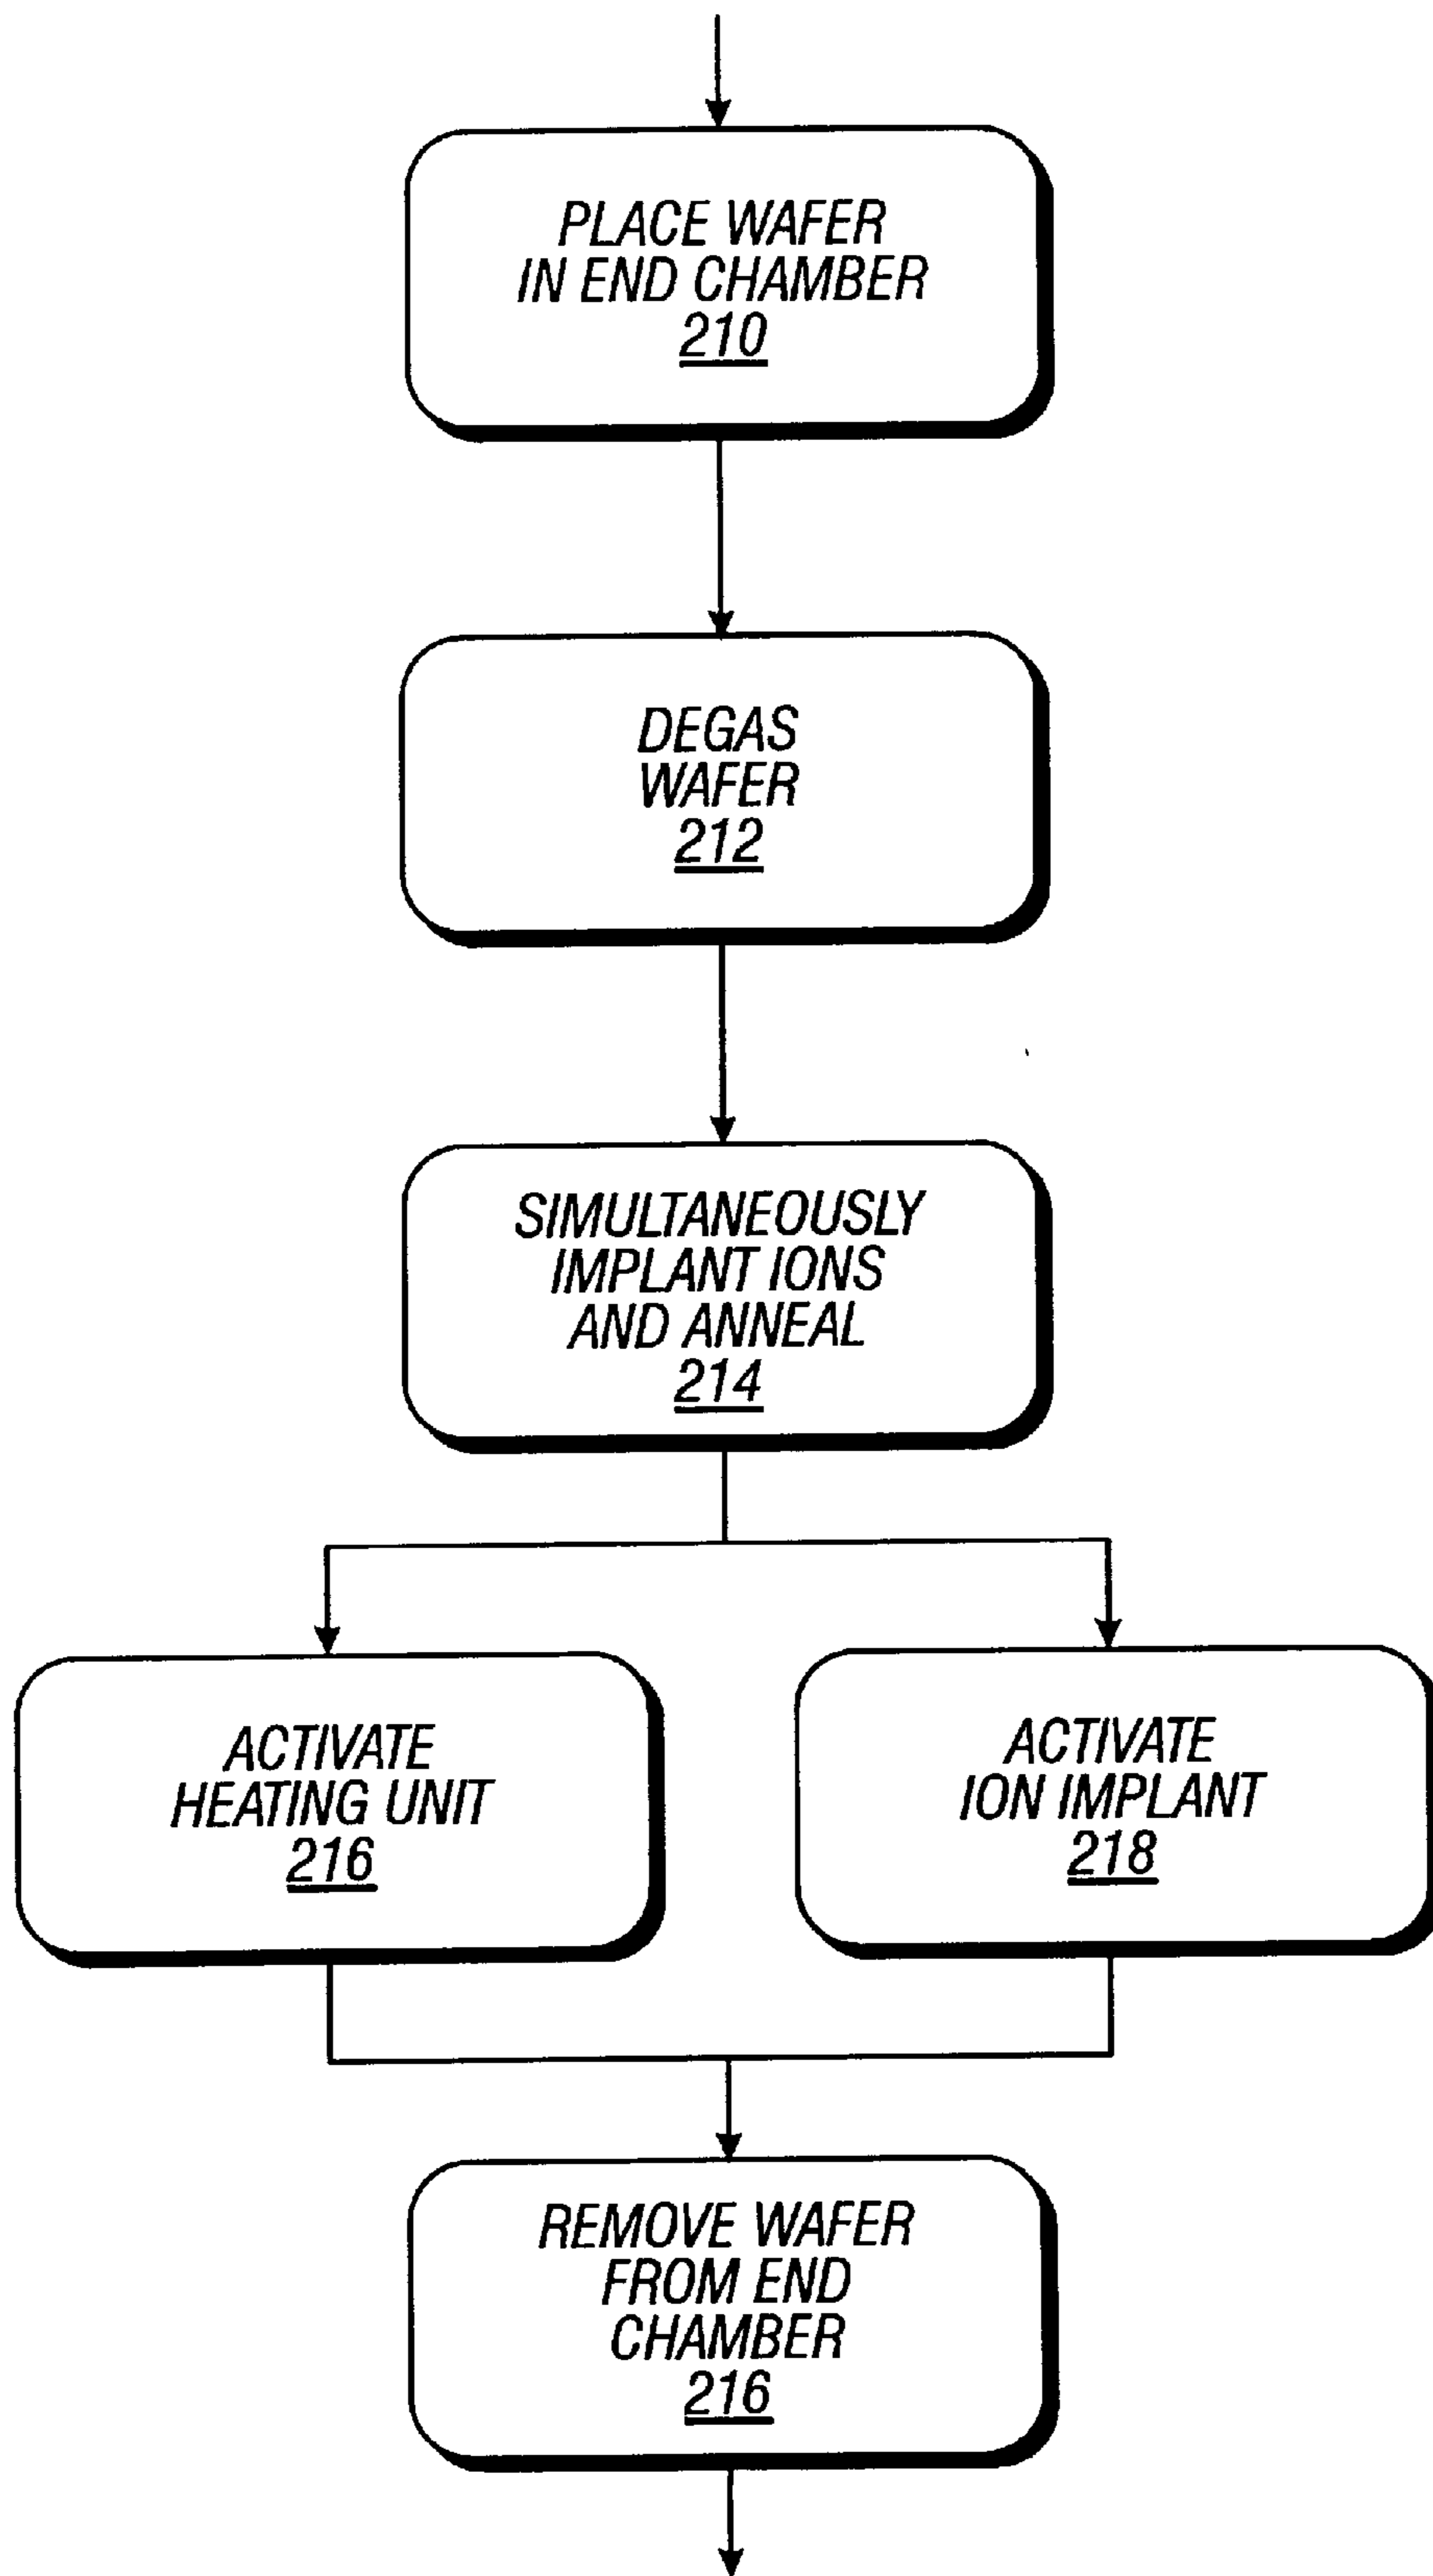 PLACE WAFER
IN END CHAMBER
210
DEGAS
WAFER
212
SIMULTANEOUSLY
IMPLANT IONS
AND ANNEAL
214
ACTIVATE
HEATING UNIT
216
ACTIVATE
ION IMPLANT
218
REMOVE WAFER
FROM END
CHAMBER
216